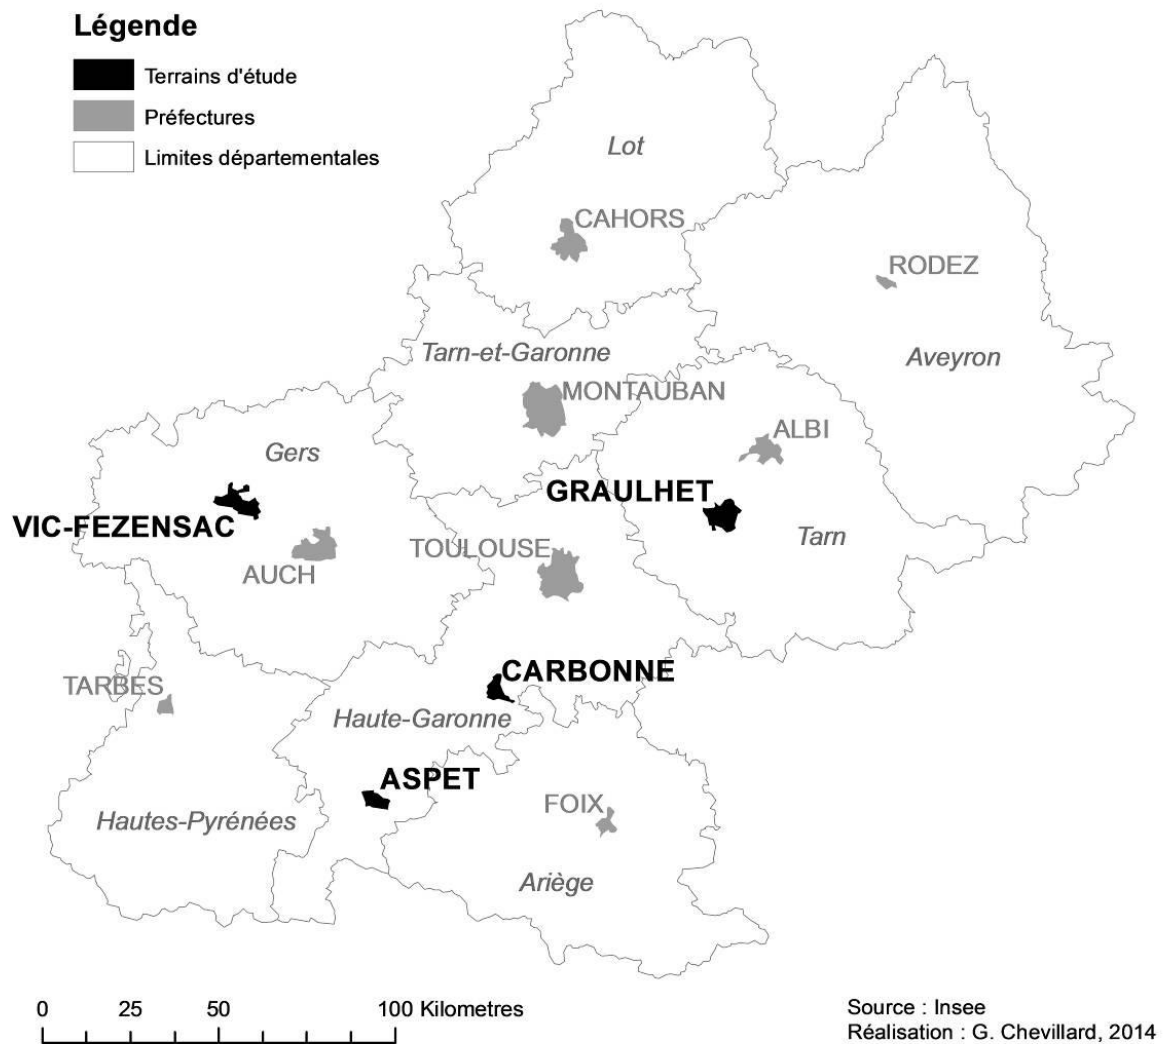 Légende
Terrains d'étude
Préfectures
Limites départementales
Lot
CAHORS
RODEZ
Tarn-et-Garonne
Aveyron
MONTAUBAN
ALBI
Gers
GRAULHET
VIC-FEZENSAC
Tarn
TOULOUSE
AUCH
CARBONNE
TARBES
Haute-Garonne
ASPET
FOIX
Hautes-Pyrénées
Ariège
0 25 50 100 Kilometres
Source : Insee
Réalisation : G. Chevillard, 2014